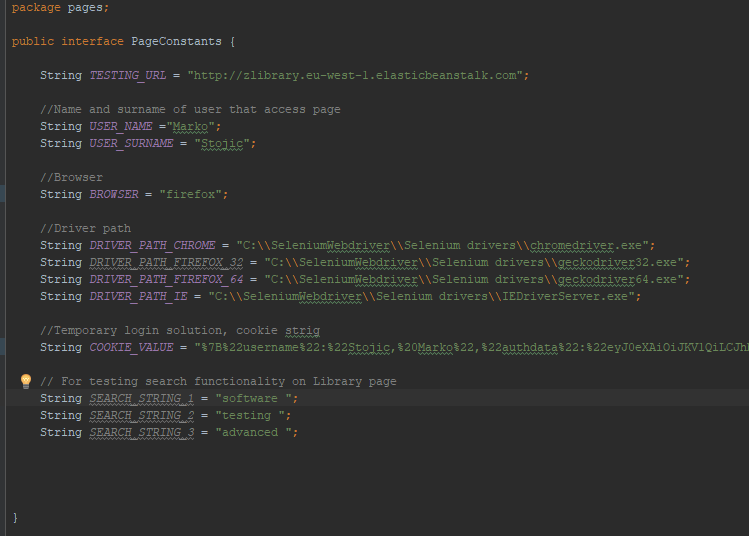 package pages;
public interface PageConstants {
String TESTING_URL = "http://zlibrary.eu-west-1.elasticbeanstalk.com";
//Name and surname of user that access page
String USER_NAME ="Marko";
String USER_SURNAME = "Stojic";
//Browser
String BROWSER = "firefox";
//Driver path
String DRIVER_PATH_CHROME = "C:\\SeleniumWebdriver\\Selenium drivers\\chromedriver.exe";
String DRIVER_PATH_FIREFOX_32 = "C:\\SeleniumWebdriver\\Selenium drivers\\geckodriver32.exe";
String DRIVER_PATH_FIREFOX_64 = "C:\\SeleniumWebdriver\\Selenium drivers\\geckodriver64.exe";
String DRIVER_PATH_IE = "C:\\SeleniumWebdriver\\Selenium drivers\\IEDriverServer.exe";
//Temporary login solution, cookie strig
String COOKIE_VALUE = "%7B%22username%22:%22Stojic,%20Marko%22,%22authdata%22:%22eyJ0eXAiOiJKV1QiLCJh
// For testing search functionality on Library page
String SEARCH_STRING_1 = "software ";
String SEARCH_STRING_2 = "testing ";
String SEARCH_STRING_3 = "advanced ";
}